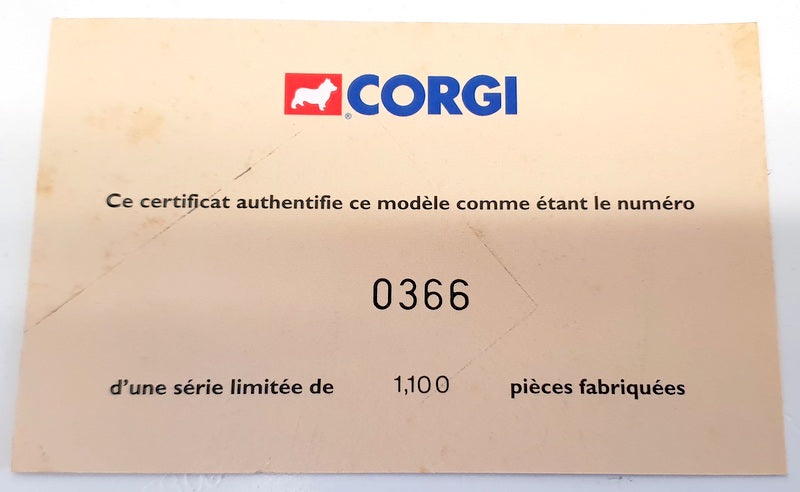 CORGI
Ce certificat authentifie ce modèle comme étant le numéro
0366
d'une série limitée de 1,100 pièces fabriquées